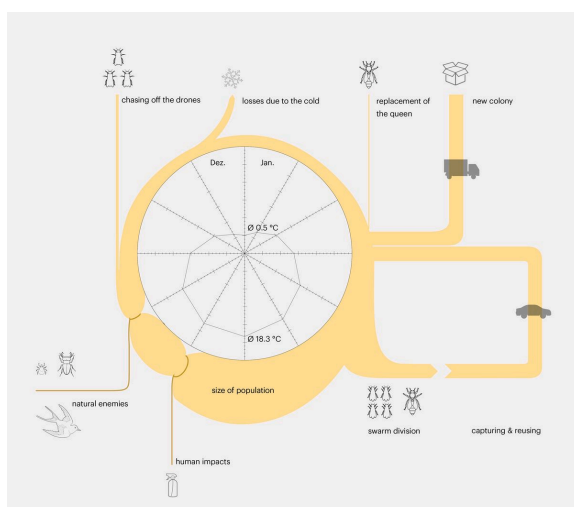 chasing off the drones
losses due to the cold
replacement of
the queen
new colony
Dez.
Jan.
Ø 0.5 °C
Ø 18.3 °C
size of population
natural enemies
swarm division
capturing & reusing
human impacts